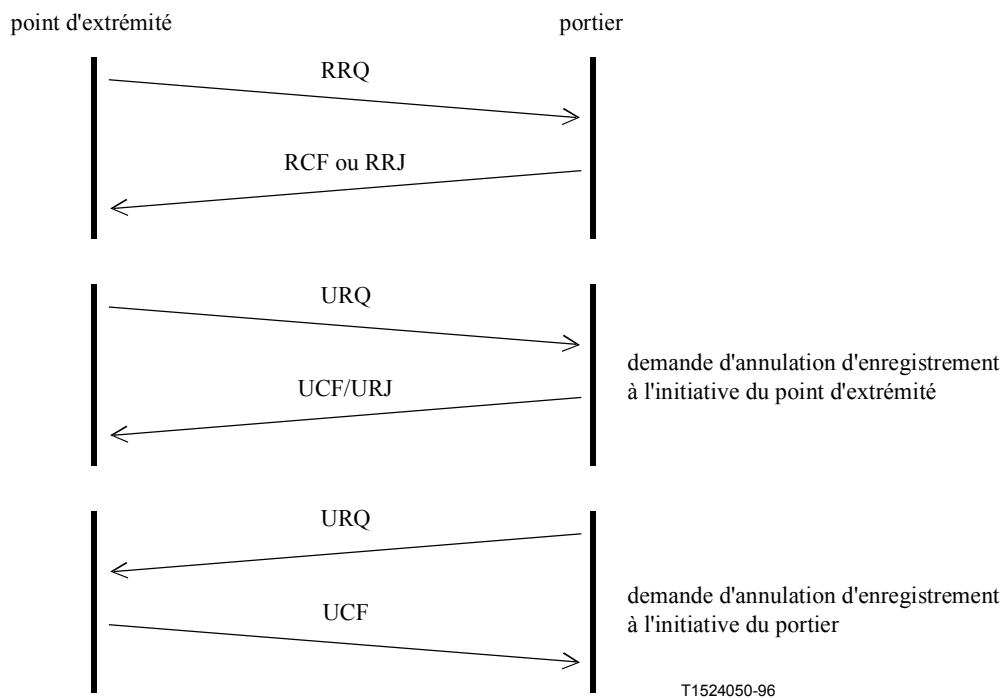 point d'extrémité
portier
RRQ
RCF ou RRJ
URQ
UCF/URJ
demande d'annulation d'enregistrement
à l'initiative du point d'extrémité
URQ
UCF
demande d'annulation d'enregistrement
à l'initiative du portier
T1524050-96